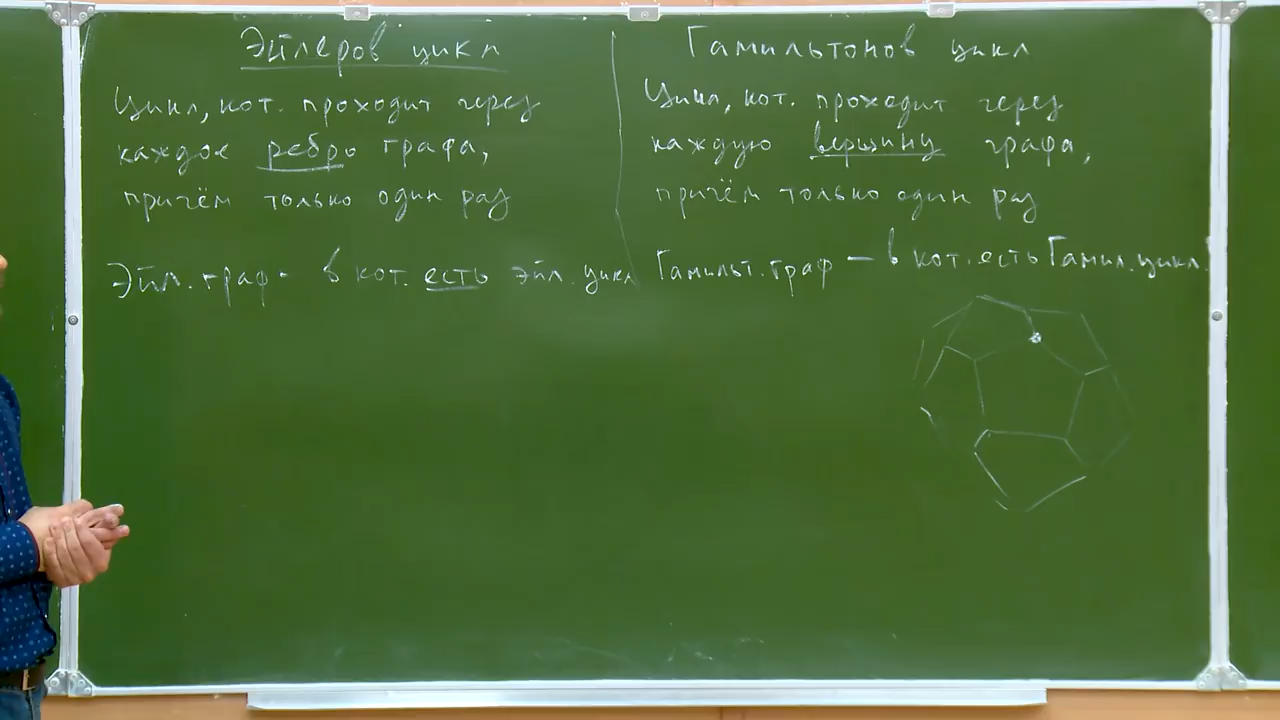 Эйлеров цикл
Цикл, кот. проходит через
каждое ребро графа,
причём только один раз
Эйл. граф - в кот. есть эйл. цикл
Гамильтонов цикл
Цикл, кот. проходит через
каждую вершину графа,
причём только один раз
Гамильт. граф — в кот. есть Гамил. цикл.